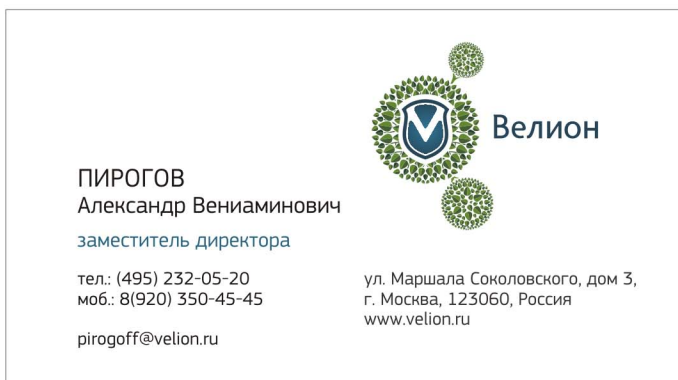 Велион
ПИРОГОВ
Александр Вениаминович
заместитель директора
тел.: (495) 232-05-20
моб.: 8(920) 350-45-45
pirogoff@velion.ru
ул. Маршала Соколовского, дом 3,
г. Москва, 123060, Россия
www.velion.ru